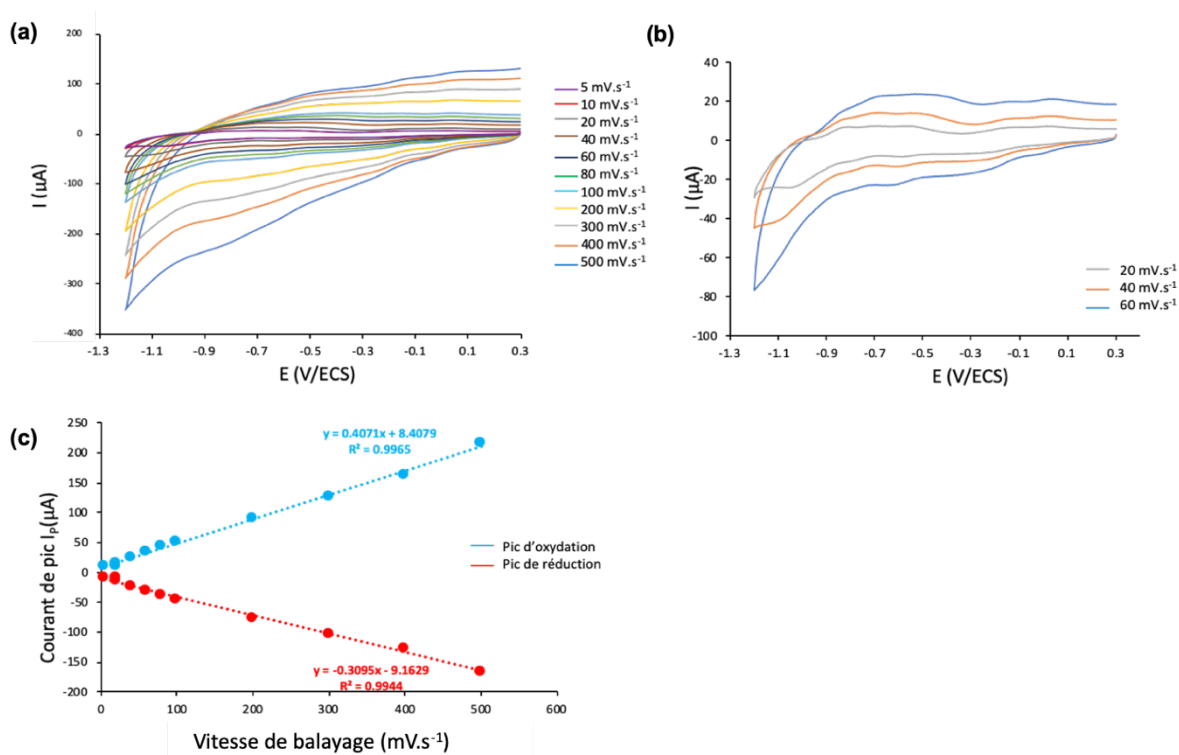 (a)
200
100
0
-100
-200
-300
-400
I (µA)
-1.3 -1.1 -0.9 -0.7 -0.5 -0.3 -0.1 0.1 0.3
E (V/ECS)
5 mV.s⁻¹
10 mV.s⁻¹
20 mV.s⁻¹
40 mV.s⁻¹
60 mV.s⁻¹
80 mV.s⁻¹
100 mV.s⁻¹
200 mV.s⁻¹
300 mV.s⁻¹
400 mV.s⁻¹
500 mV.s⁻¹
(b)
40
20
0
-20
-40
-60
-80
-100
I (µA)
-1.3 -1.1 -0.9 -0.7 -0.5 -0.3 -0.1 0.1 0.3
E (V/ECS)
20 mV.s⁻¹
40 mV.s⁻¹
60 mV.s⁻¹
(c)
250
200
150
100
50
0
-50
-100
-150
-200
Courant de pic Iₚ(µA)
y = 0.4071x + 8.4079
R² = 0.9965
Pic d'oxydation
Pic de réduction
y = -0.3095x - 9.1629
R² = 0.9944
0 100 200 300 400 500 600
Vitesse de balayage (mV.s⁻¹)